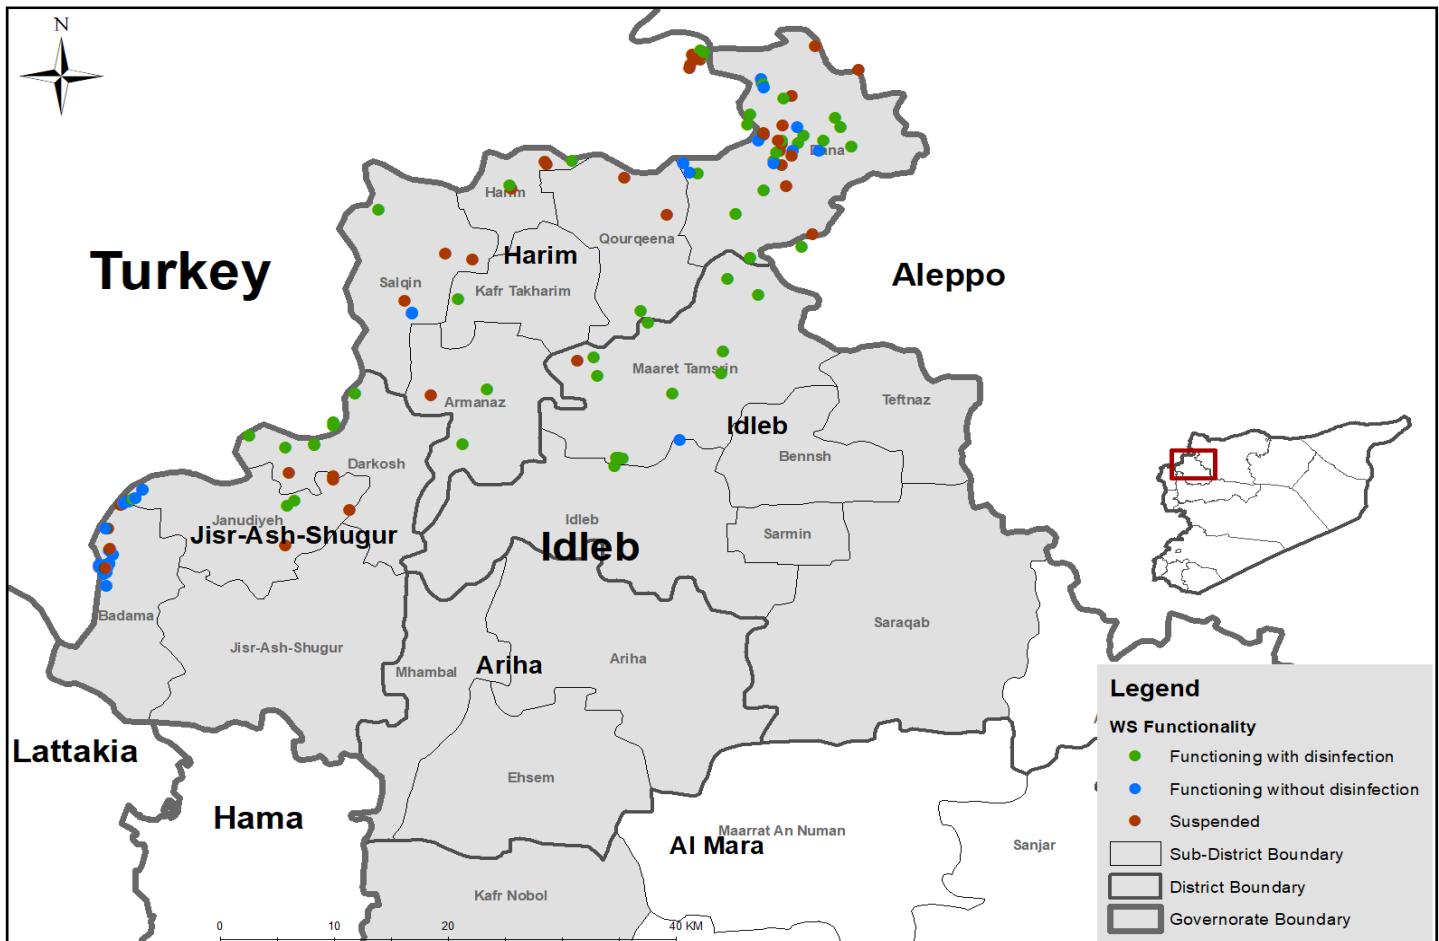 N
Dana
Harim
Qourqeena
Harim
Turkey
Aleppo
Salqin
Kafr Takharim
Maaret Tamsrin
Armanaz
Teftnaz
Idleb
Bennsh
Darkosh
Janudiyeh
Idleb
Jisr-Ash-Shugur
Sarmin
Idleb
Badama
Saraqab
Jisr-Ash-Shugur
Mhambal
Ariha
Ariha
Legend
WS Functionality
Functioning with disinfection
Functioning without disinfection
Suspended
Sub-District Boundary
District Boundary
Governorate Boundary
Lattakia
Ehsem
Hama
Maarrat An Numan
Al Mara
Sanjar
Kafr Nobol
0 10 20 40 KM